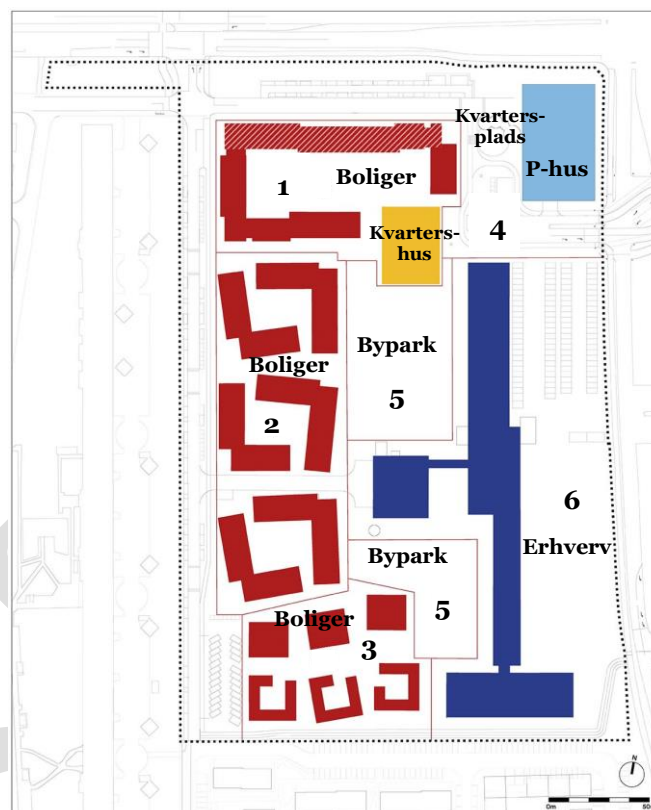 Kvarters-
plads
P-hus
1
Boliger
4
Kvarters-
hus
Boliger
Bypark
2
5
6
Erhverv
Bypark
5
Boliger
3
n
0m